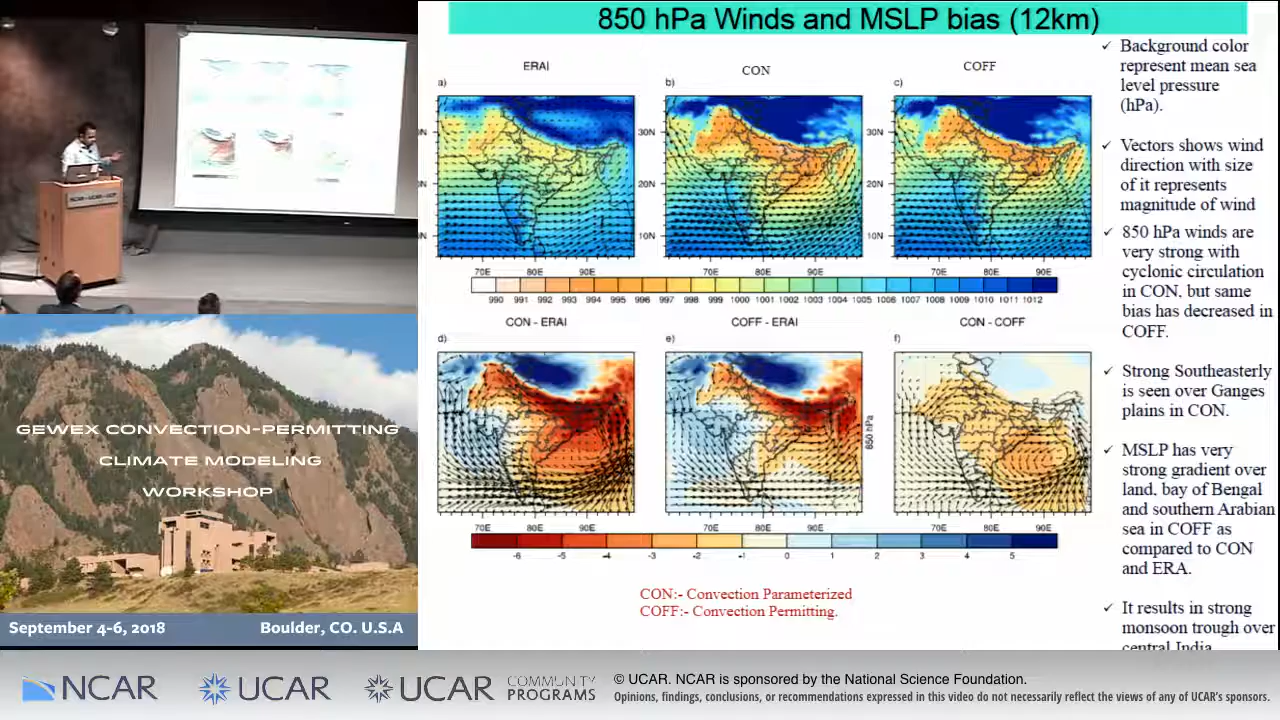 850 hPa Winds and MSLP bias (12km)
ERAI
CON
COFF
a)
b)
c)
30N
30N
20N
20N
10N
10N
70E 80E 90E
70E 80E 90E
70E 80E 90E
990 991 992 993 994 995 996 997 998 999 1000 1001 1002 1003 1004 1005 1006 1007 1008 1009 1010 1011 1012
CON - ERAI
COFF - ERAI
CON - COFF
d)
e)
f)
850 hPa
70E 80E 90E
70E 80E 90E
70E 80E 90E
-6 -5 -4 -3 -2 -1 0 1 2 3 4 5
CON:- Convection Parameterized
COFF:- Convection Permitting.
✓ Background color
represent mean sea
level pressure
(hPa).
✓ Vectors shows wind
direction with size
of it represents
magnitude of wind
✓ 850 hPa winds are
very strong with
cyclonic circulation
in CON, but same
bias has decreased in
COFF.
✓ Strong Southeasterly
is seen over Ganges
plains in CON.
✓ MSLP has very
strong gradient over
land, bay of Bengal
and southern Arabian
sea in COFF as
compared to CON
and ERA.
✓ It results in strong
monsoon trough over
central India
GEWEX CONVECTION-PERMITTING
CLIMATE MODELING
WORKSHOP
September 4-6, 2018 Boulder, CO. U.S.A
NCAR
UCAR
UCAR
COMMUNITY
PROGRAMS
© UCAR. NCAR is sponsored by the National Science Foundation.
Opinions, findings, conclusions, or recommendations expressed in this video do not necessarily reflect the views of any of UCAR's sponsors.